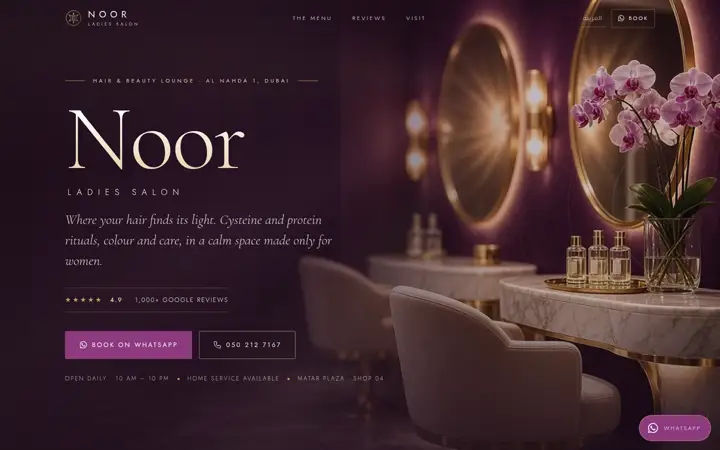 NOOR
LADIES SALON
THE MENU
REVIEWS
VISIT
العربية
BOOK
HAIR & BEAUTY LOUNGE · AL NAHDA 1, DUBAI
Noor
LADIES SALON
Where your hair finds its light. Cysteine and protein
rituals, colour and care, in a calm space made only for
women.
★★★★★ 4.9 1,000+ GOOGLE REVIEWS
BOOK ON WHATSAPP
050 212 7167
OPEN DAILY · 10 AM – 10 PM • HOME SERVICE AVAILABLE • MATAR PLAZA · SHOP 04
WHATSAPP